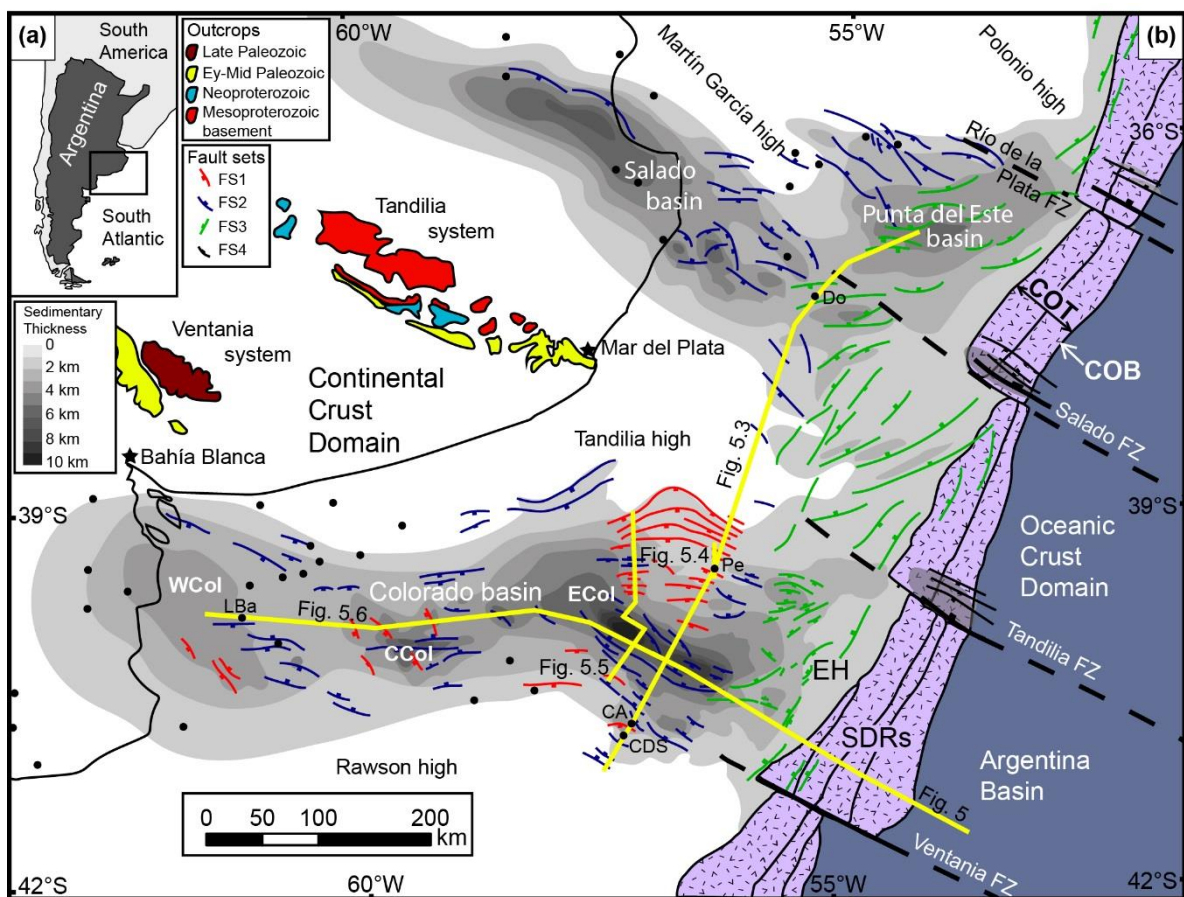 (a)
South
America
Argentina
South
Atlantic
Outcrops
Late Paleozoic
Ey-Mid Paleozoic
Neoproterozoic
Mesoproterozoic
basement
Fault sets
FS1
FS2
FS3
FS4
Sedimentary
Thickness
0
2 km
4 km
6 km
8 km
10 km
60°W
55°W
(b)
Martín García high
Polonio high
36°S
Río de la
Plata FZ
Salado
basin
Punta del Este
basin
Tandilia
system
Do
COT
COB
Ventania
system
Mar del Plata
Continental
Crust
Domain
Salado FZ
Bahía Blanca
Tandilia high
Fig. 5.3
39°S
39°S
Oceanic
Crust
Domain
Fig. 5.4
Pe
WCol
Colorado basin
ECol
LBa
Fig. 5.6
CCol
Tandilia FZ
Fig. 5.5
EH
CA
CDS
SDRs
Rawson high
Argentina
Basin
Fig. 5
0 50 100 200
km
Ventania FZ
42°S
60°W
55°W
42°S